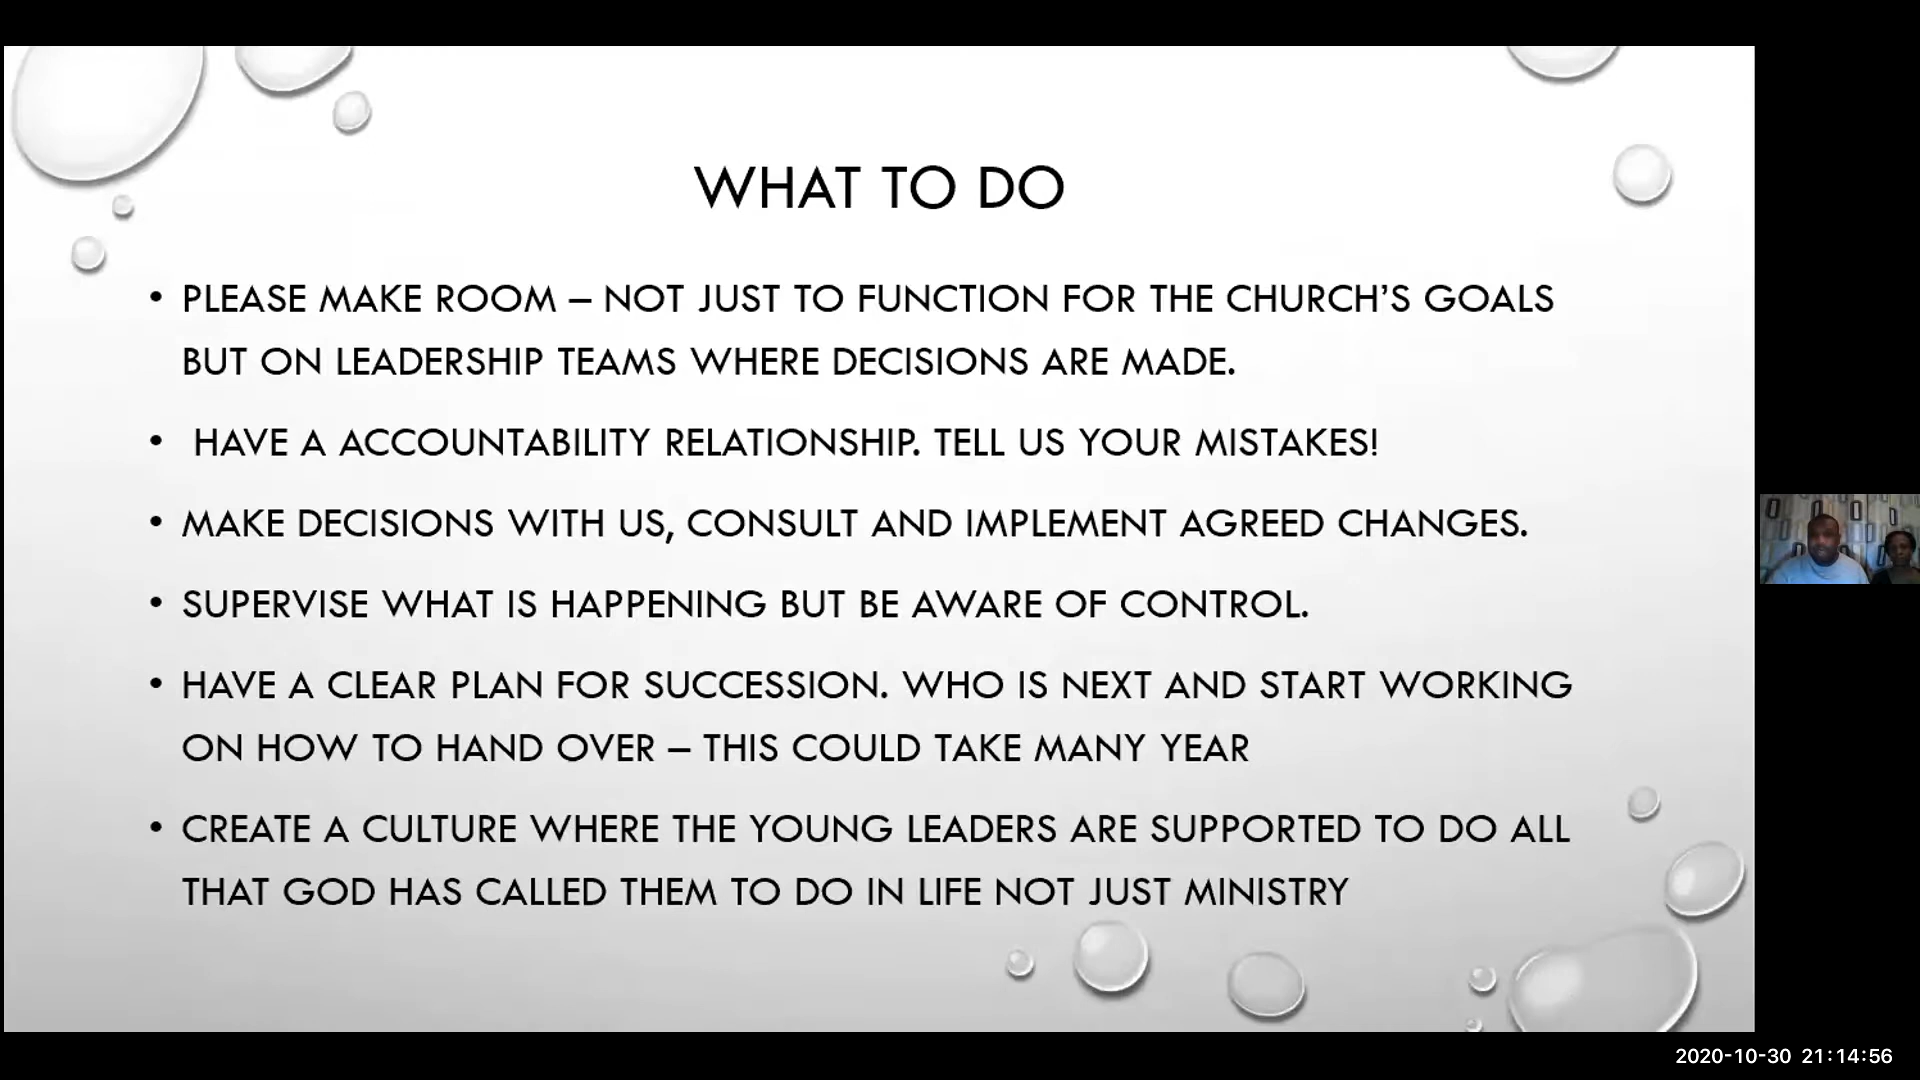 WHAT TO DO
• PLEASE MAKE ROOM – NOT JUST TO FUNCTION FOR THE CHURCH’S GOALS
BUT ON LEADERSHIP TEAMS WHERE DECISIONS ARE MADE.
• HAVE A ACCOUNTABILITY RELATIONSHIP. TELL US YOUR MISTAKES!
• MAKE DECISIONS WITH US, CONSULT AND IMPLEMENT AGREED CHANGES.
• SUPERVISE WHAT IS HAPPENING BUT BE AWARE OF CONTROL.
• HAVE A CLEAR PLAN FOR SUCCESSION. WHO IS NEXT AND START WORKING
ON HOW TO HAND OVER – THIS COULD TAKE MANY YEAR
• CREATE A CULTURE WHERE THE YOUNG LEADERS ARE SUPPORTED TO DO ALL
THAT GOD HAS CALLED THEM TO DO IN LIFE NOT JUST MINISTRY
2020-10-30 21:14:56